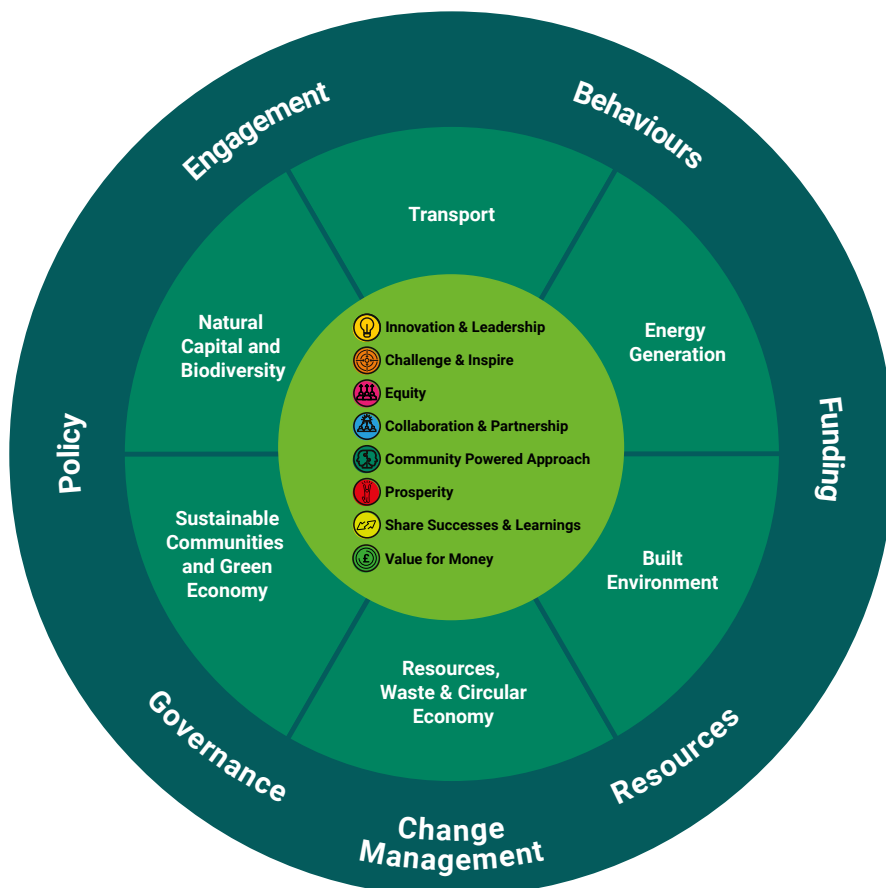 Engagement
Behaviours
Funding
Resources
Change
Management
Governance
Policy
Transport
Energy
Generation
Built
Environment
Resources,
Waste & Circular
Economy
Sustainable
Communities
and Green
Economy
Natural
Capital and
Biodiversity
Innovation & Leadership
Challenge & Inspire
Equity
Collaboration & Partnership
Community Powered Approach
Prosperity
Share Successes & Learnings
£ Value for Money